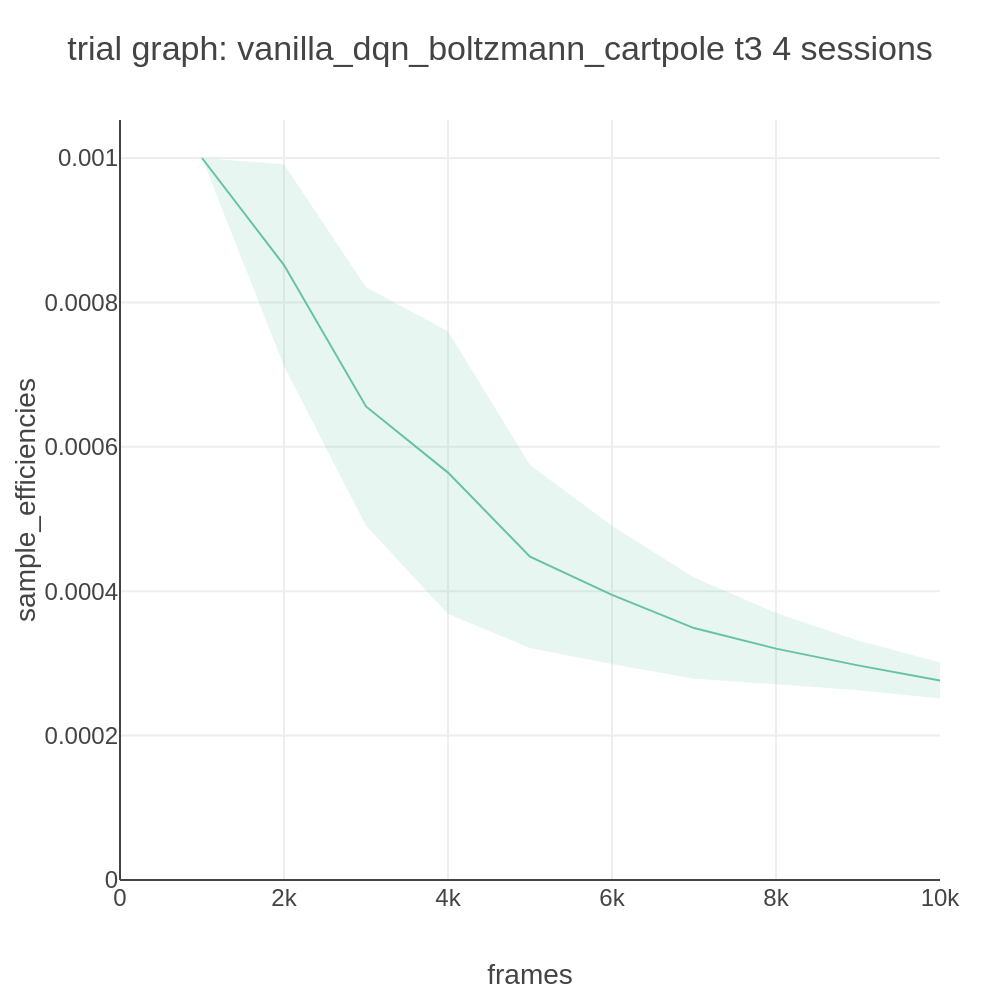 trial graph: vanilla_dqn_boltzmann_cartpole t3 4 sessions
0.001
0.0008
0.0006
0.0004
0.0002
0
sample_efficiencies
0 2k 4k 6k 8k 10k
frames